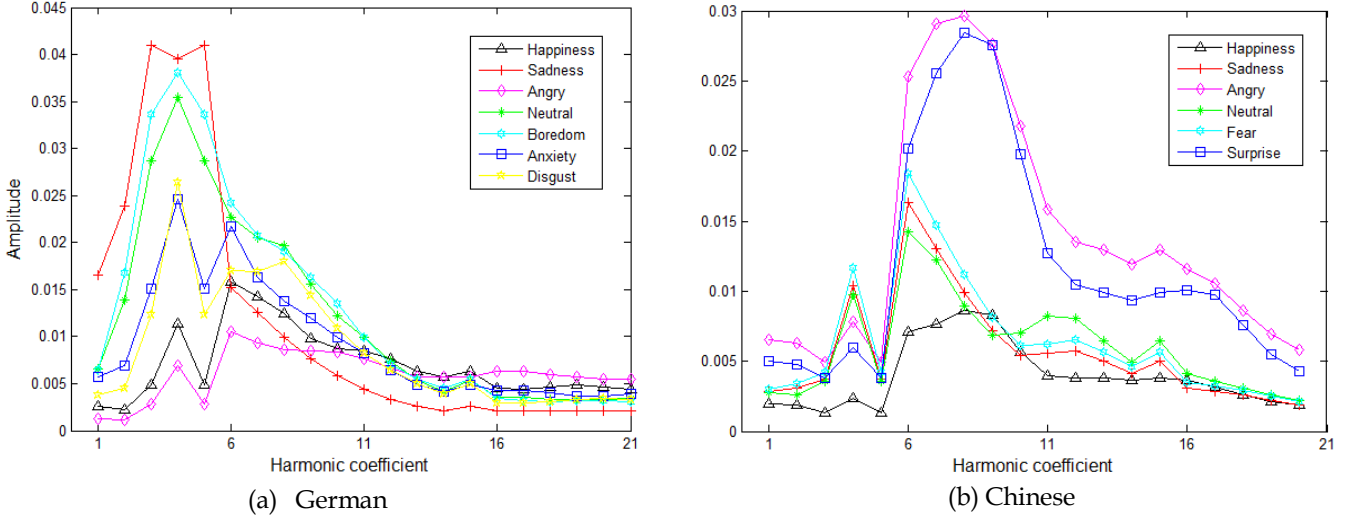 0.045
0.04
0.035
0.03
0.025
0.02
0.015
0.01
0.005
0
Amplitude
Happiness
Sadness
Angry
Neutral
Boredom
Anxiety
Disgust
1 6 11 16 21
Harmonic coefficient
(a) German
0.03
0.025
0.02
0.015
0.01
0.005
0
Happiness
Sadness
Angry
Neutral
Fear
Surprise
1 6 11 16 21
Harmonic coefficient
(b) Chinese